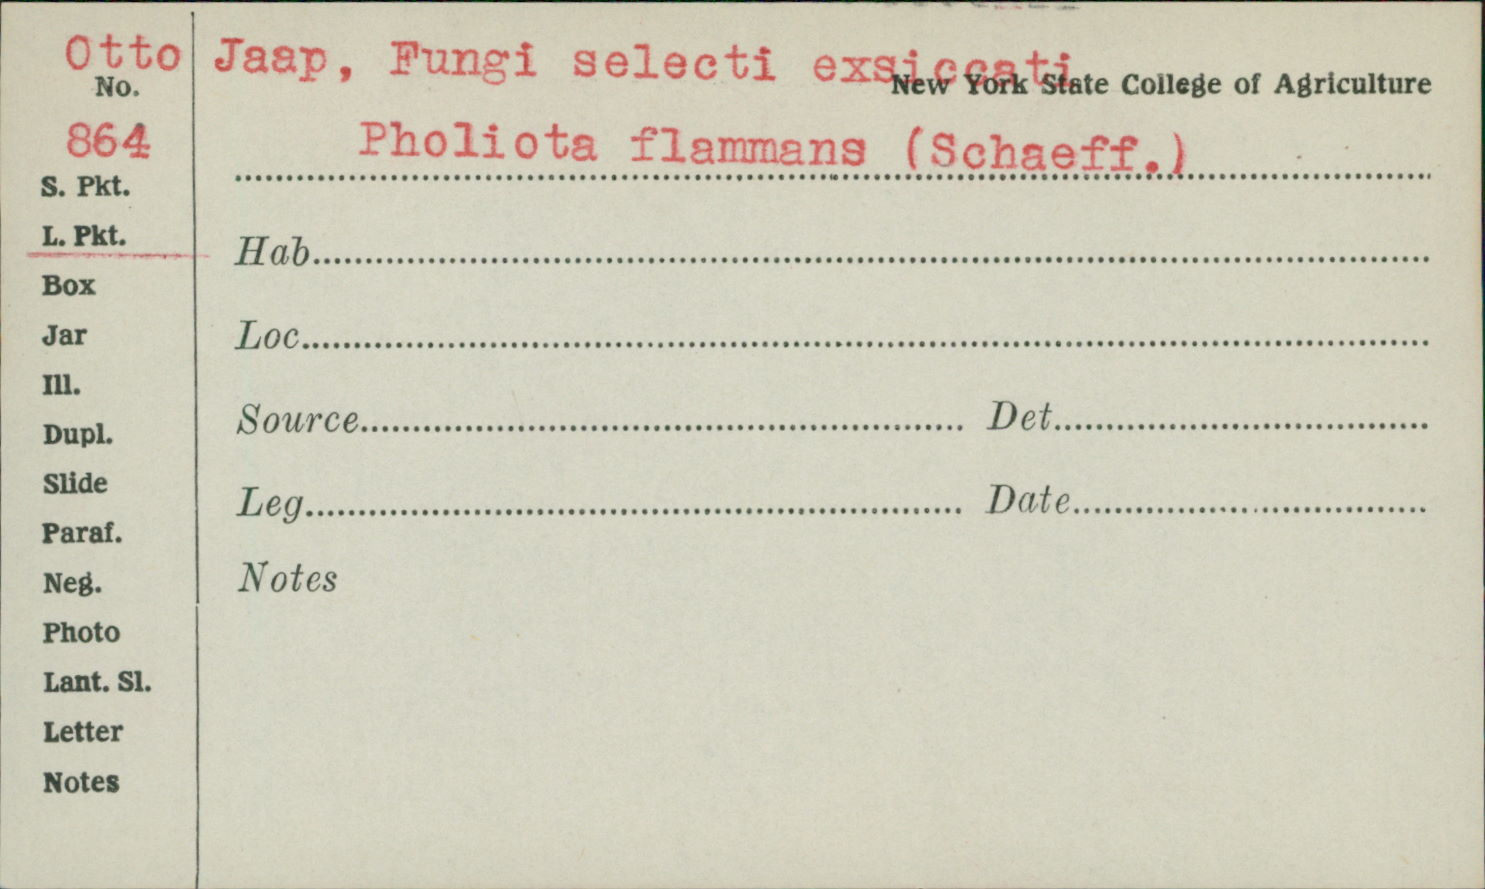 Otto Jaap, Fungi selecti exsiccati
No. New York State College of Agriculture
864 Pholiota flammans (Schaeff.)
S. Pkt.
L. Pkt.
Hab
Box
Jar
Loc
Ill.
Dupl.
Source Det
Slide
Leg Date
Paraf.
Neg.
Notes
Photo
Lant. Sl.
Letter
Notes